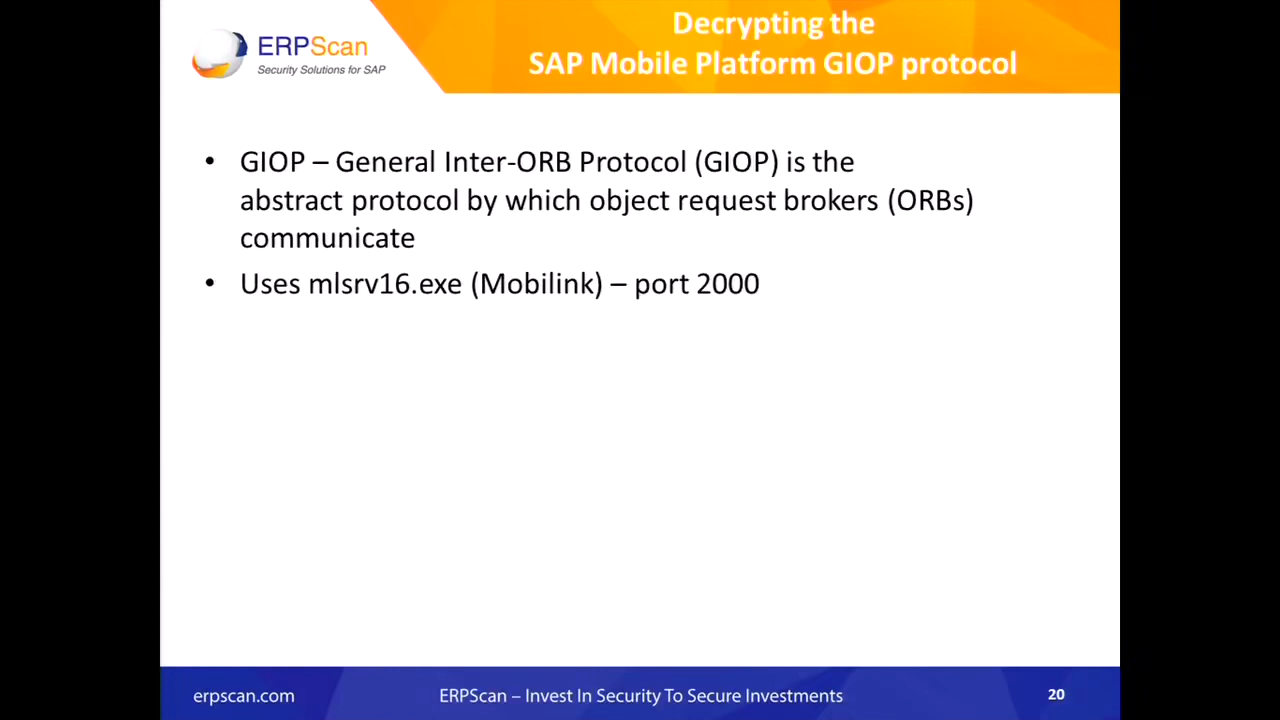 ERPScan
Security Solutions for SAP
Decrypting the
SAP Mobile Platform GIOP protocol
• GIOP – General Inter-ORB Protocol (GIOP) is the
abstract protocol by which object request brokers (ORBs)
communicate
• Uses mlsrv16.exe (Mobilink) – port 2000
erpscan.com
ERPScan – Invest In Security To Secure Investments
20